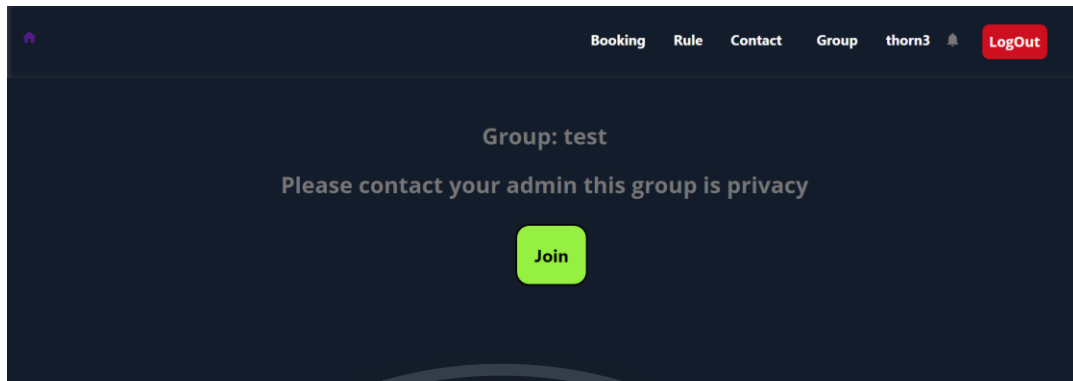 Booking Rule Contact Group thorn3 LogOut
Group: test
Please contact your admin this group is privacy
Join